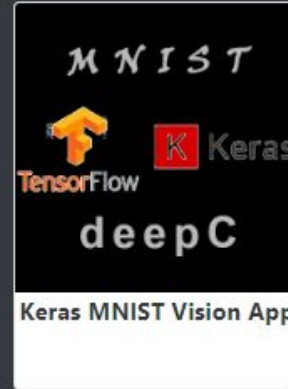 MNIST
TensorFlow
K Keras
deepC
Keras MNIST Vision App